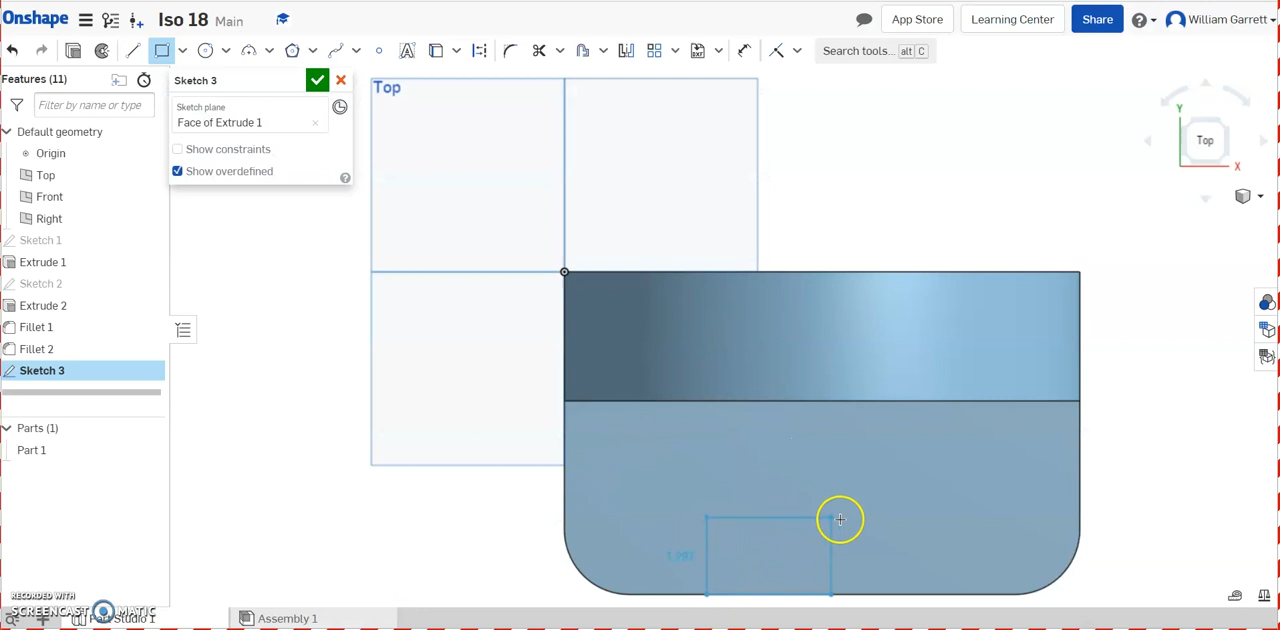 Onshape
Iso 18 Main
App Store
Learning Center
Share
William Garrett
Search tools... alt C
Features (11)
Filter by name or type
Default geometry
Origin
Top
Front
Right
Sketch 1
Extrude 1
Sketch 2
Extrude 2
Fillet 1
Fillet 2
Sketch 3
Parts (1)
Part 1
Sketch 3
Sketch plane
Face of Extrude 1
Show constraints
Show overdefined
Top
Y
Top
X
RECORDED WITH
SCREENCAST MATIC
Part Studio 1
Assembly 1